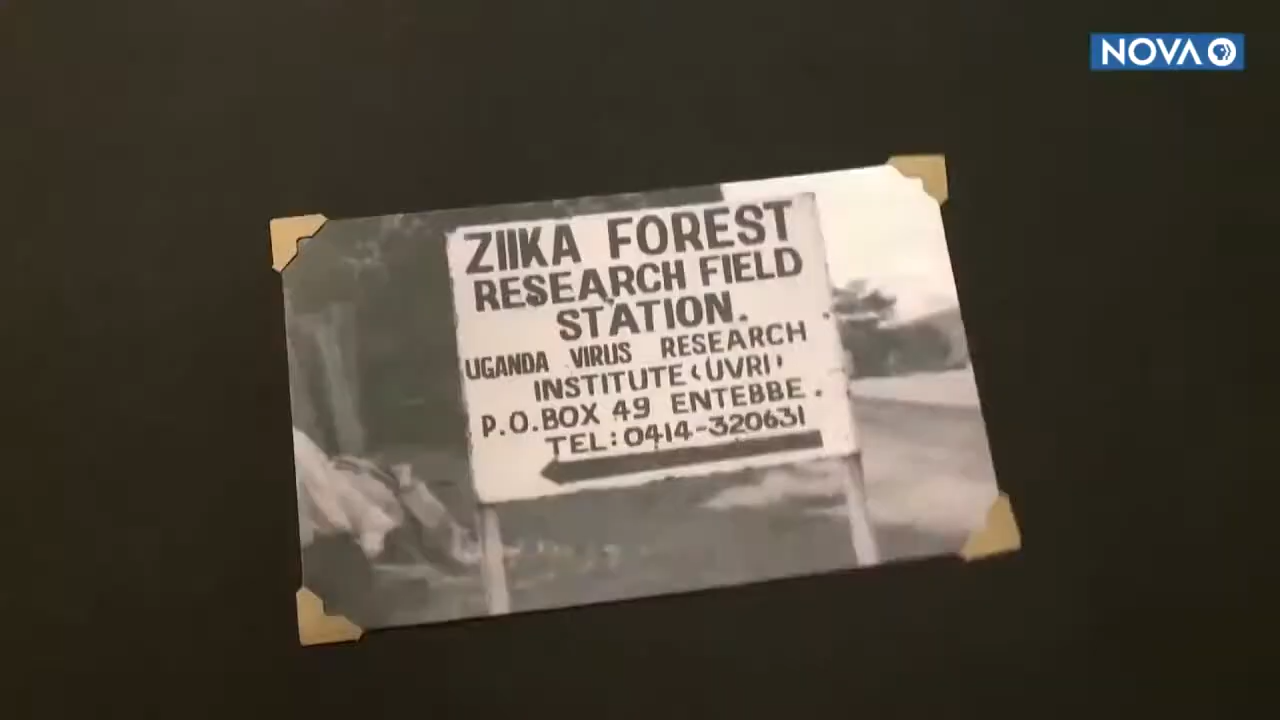 NOVA
ZIIKA FOREST
RESEARCH FIELD
STATION.
UGANDA VIRUS RESEARCH
INSTITUTE (UVRI)
P.O.BOX 49 ENTEBBE.
TEL:0414-320631